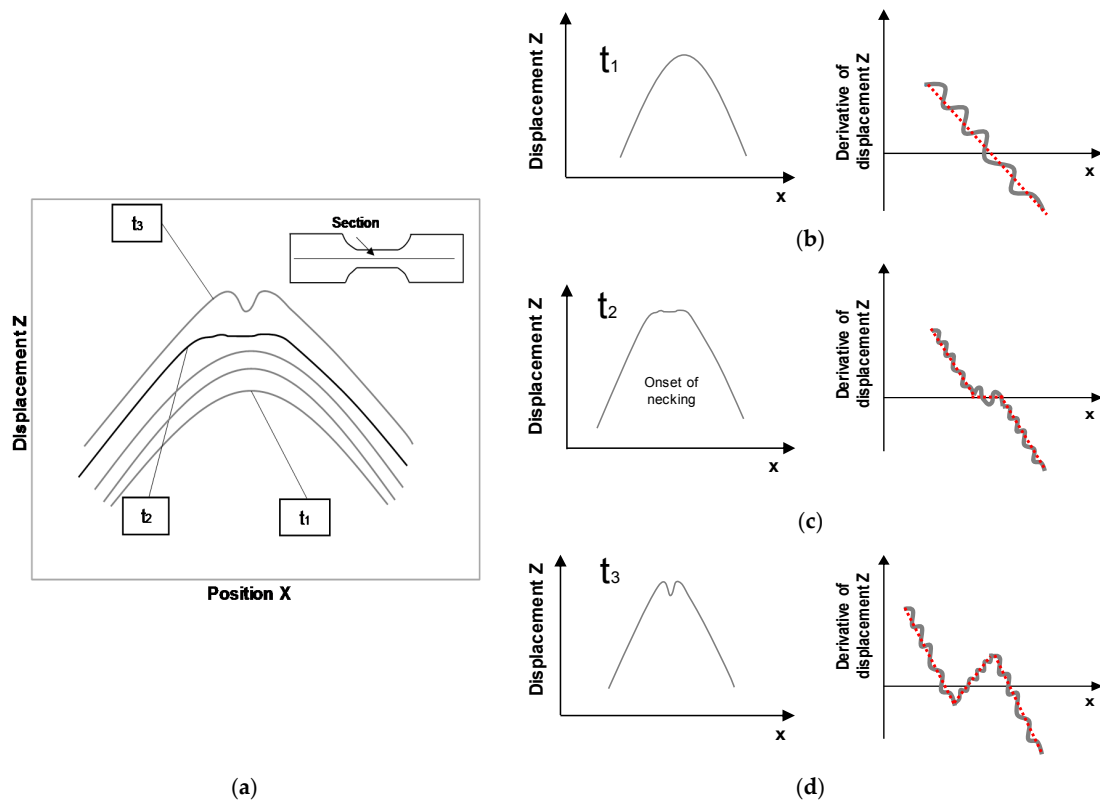 t3
Section
Displacement Z
t2
t1
Position X
(a)
Displacement Z
t1
x
Derivative of
displacement Z
x
(b)
Displacement Z
t2
Onset of
necking
x
Derivative of
displacement Z
x
(c)
Displacement Z
t3
x
Derivative of
displacement Z
x
(d)